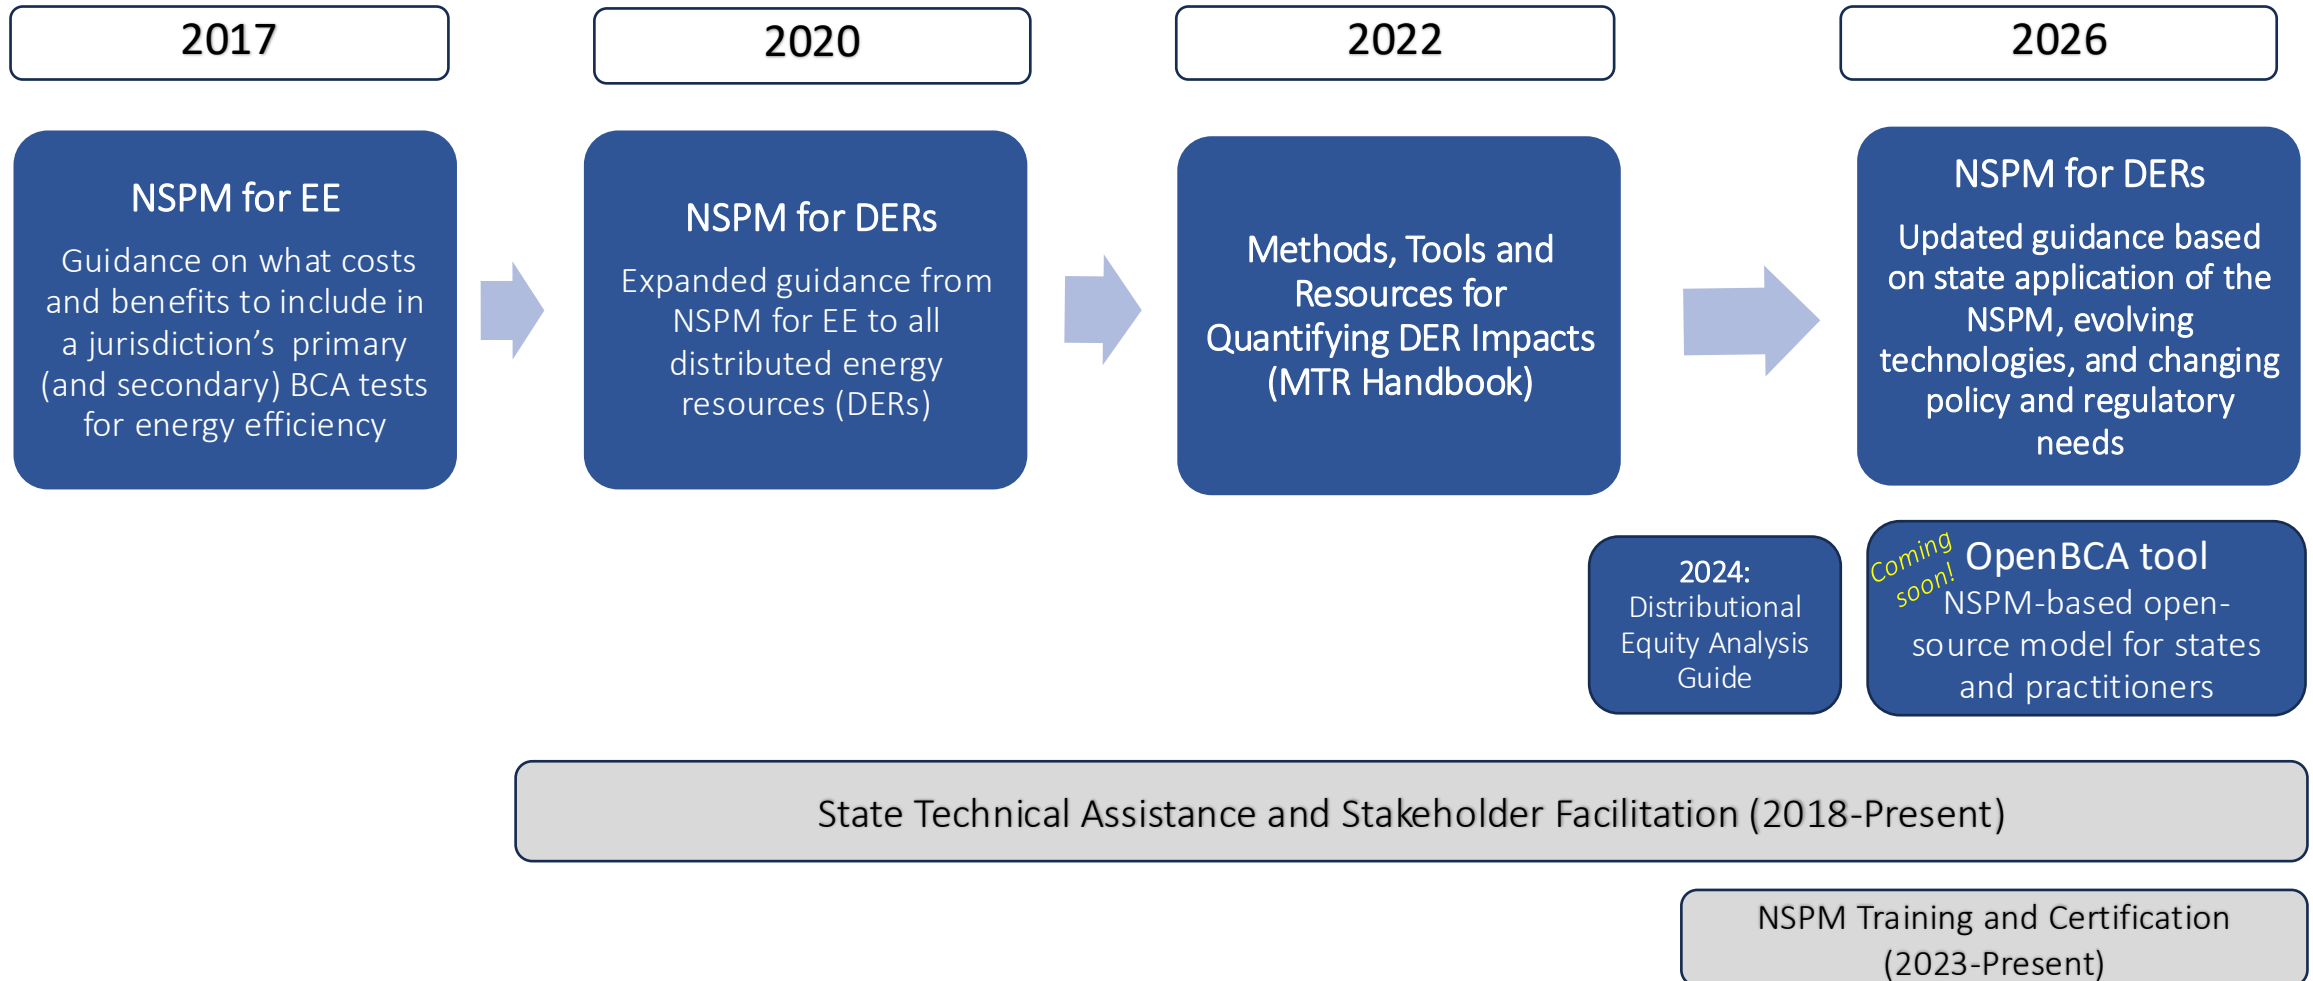 2017
2020
2022
2026
NSPM for EE
Guidance on what costs
and benefits to include in
a jurisdiction’s primary
(and secondary) BCA tests
for energy efficiency
NSPM for DERs
Expanded guidance from
NSPM for EE to all
distributed energy
resources (DERs)
Methods, Tools and
Resources for
Quantifying DER Impacts
(MTR Handbook)
NSPM for DERs
Updated guidance based
on state application of the
NSPM, evolving
technologies, and changing
policy and regulatory
needs
2024:
Distributional
Equity Analysis
Guide
Coming
soon!
OpenBCA tool
NSPM-based open-
source model for states
and practitioners
State Technical Assistance and Stakeholder Facilitation (2018-Present)
NSPM Training and Certification
(2023-Present)